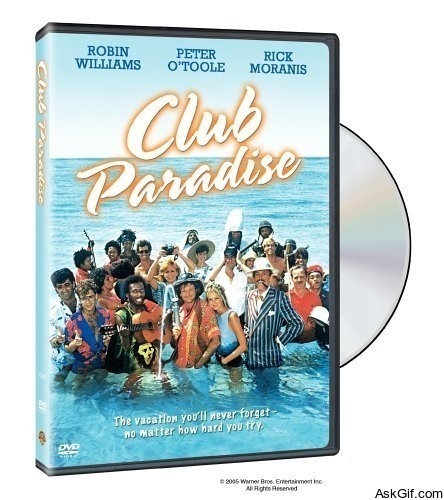 ROBIN WILLIAMS
PETER O'TOOLE
RICK MORANIS
Club Paradise
Club
Paradise
The vacation you'll never forget–
no matter how hard you try.
DVD
VIDEO
© 2005 Warner Bros. Entertainment Inc.
All Rights Reserved
AskGif.com